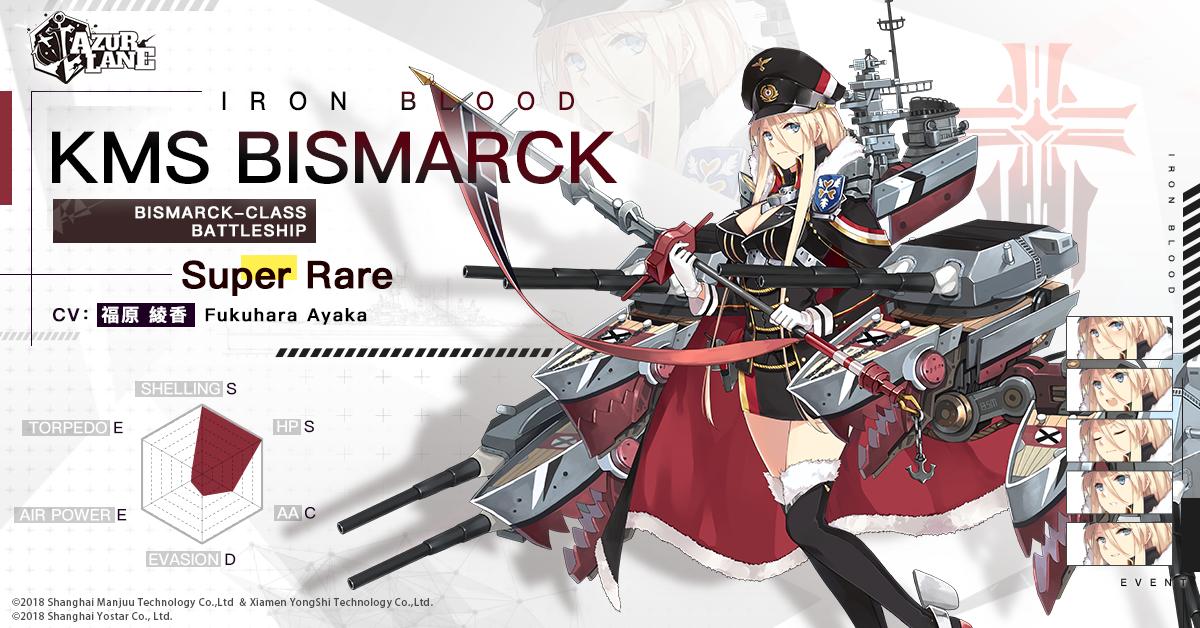 AZUR
LANE
IRON BLOOD
KMS BISMARCK
BISMARCK-CLASS
BATTLESHIP
Super Rare
CV: 福原 綾香 Fukuhara Ayaka
SHELLING S
TORPEDO E
HP S
AIR POWER E
AA C
EVASION D
IRON BLOOD
BSM
EVENT
©2018 Shanghai Manjuu Technology Co.,Ltd & Xiamen YongShi Technology Co.,Ltd.
©2018 Shanghai Yostar Co., Ltd.